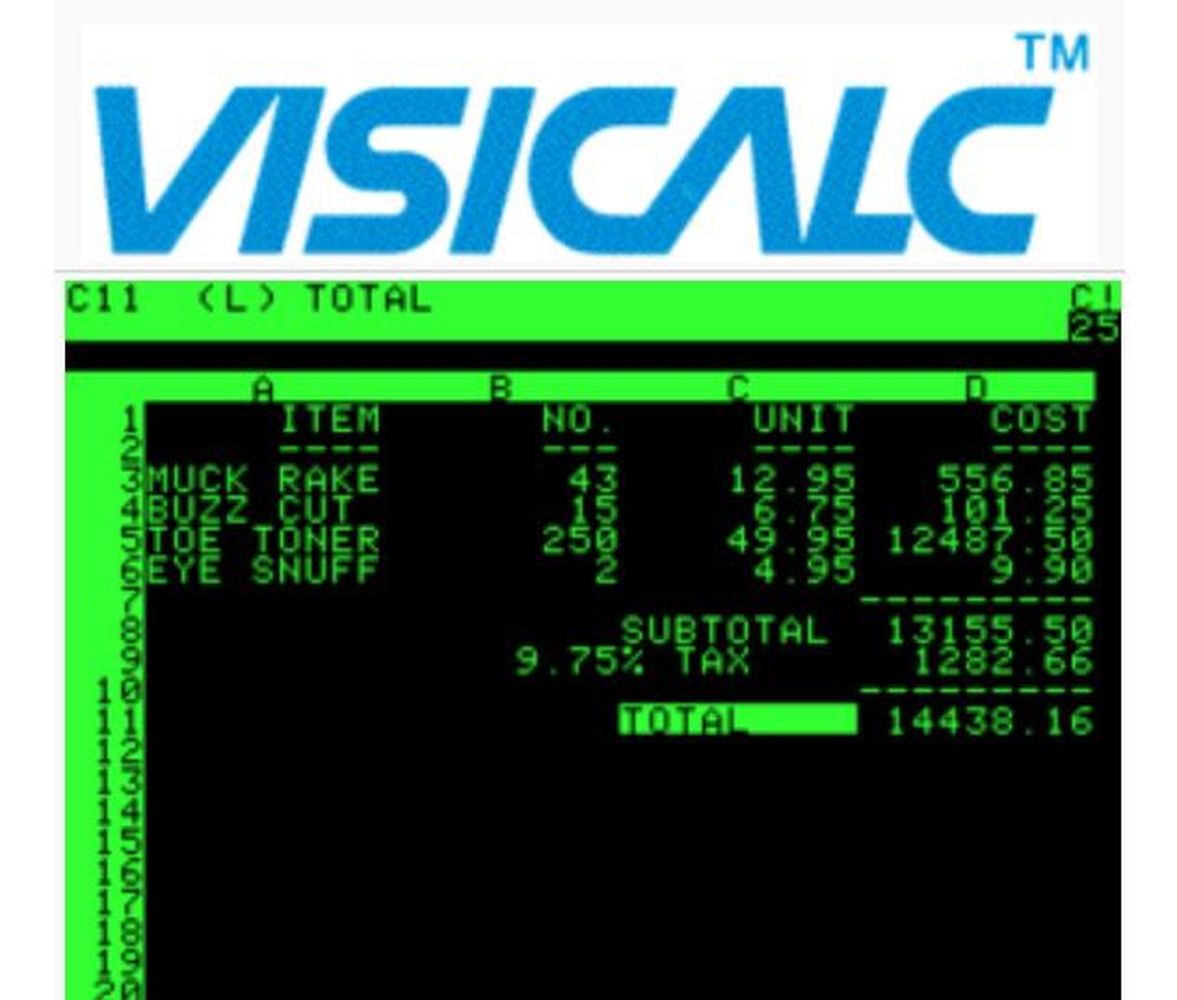 TM
VISICALC
C11 (L) TOTAL C!
25
A B C D
1 ITEM NO. UNIT COST
2 ---- --- ---- ----
3 MUCK RAKE 43 12.95 556.85
4 BUZZ CUT 15 6.75 101.25
5 TOE TONER 250 49.95 12487.50
6 EYE SNUFF 2 4.95 9.90
7 ---------
8 SUBTOTAL 13155.50
9 9.75% TAX 1282.66
10 ---------
11 TOTAL 14438.16
12
13
14
15
16
17
18
19
20